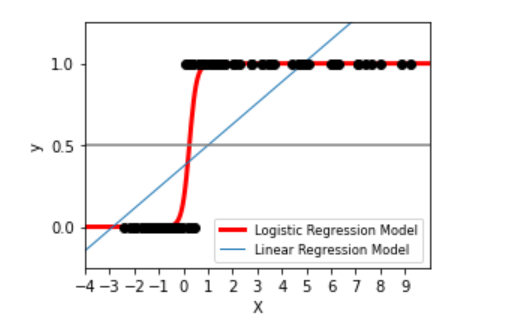 1.0
0.5
0.0
y
Logistic Regression Model
Linear Regression Model
−4 −3 −2 −1 0 1 2 3 4 5 6 7 8 9
X